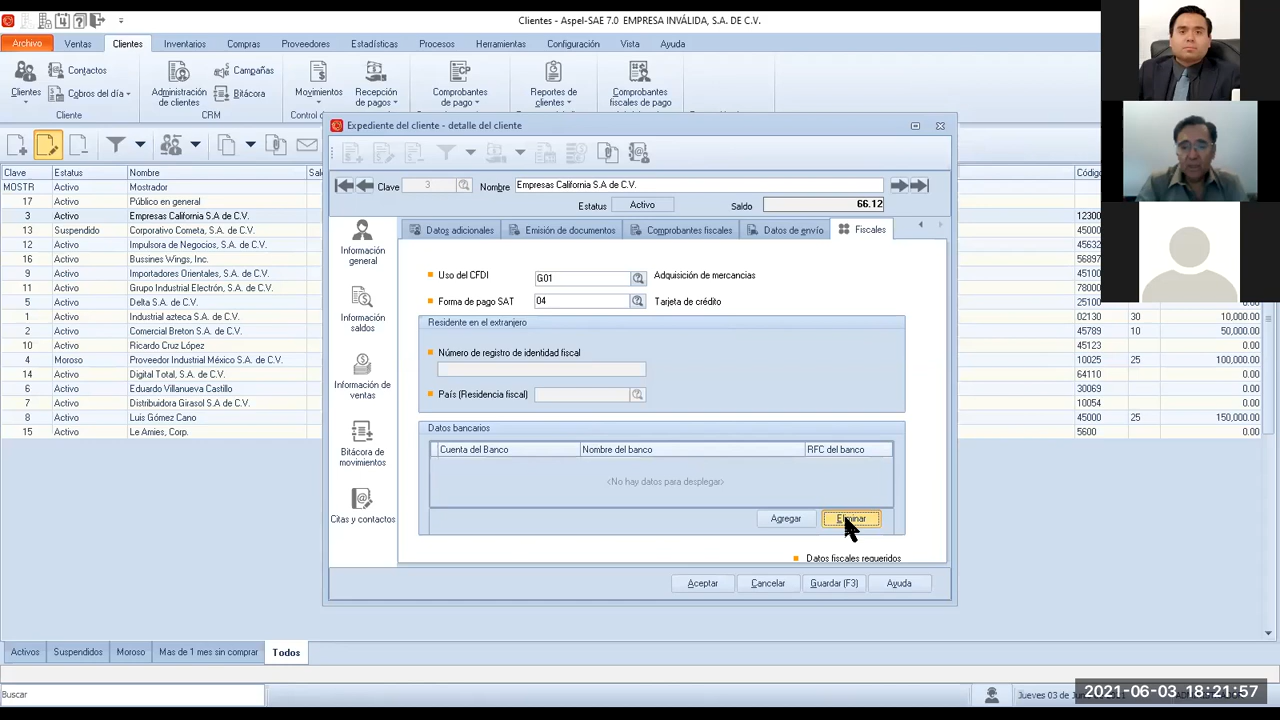 Clientes - Aspel-SAE 7.0 EMPRESA INVÁLIDA, S.A. DE C.V.
Archivo Ventas Clientes Inventarios Compras Proveedores Estadísticas Procesos Herramientas Configuración Vista Ayuda
Clientes
Contactos
Cobros del día
Cliente
Administración de clientes
Campañas
Bitácora
CRM
Movimientos
Recepción de pagos
Control d
Comprobantes de pago
Reportes de clientes
Comprobantes fiscales de pago
Clave Estatus Nombre
MOSTR Activo Mostrador
17 Activo Público en general
3 Activo Empresas California S.A de C.V. 12300
13 Suspendido Corporativo Cometa, S.A. de C.V. 45000
12 Activo Impulsora de Negocios, S.A. de C.V. 45678
16 Activo Bussines Wings, Inc. 56897
9 Activo Importadores Orientales, S.A. de C.V.
11 Activo Grupo Industrial Electrón, S.A. de C.V.
5 Activo Delta S.A. de C.V. 25100
1 Activo Industrial azteca S.A. de C.V. 02130 30 10,000.00
2 Activo Comercial Breton S.A. de C.V. 45789 10 50,000.00
10 Activo Ricardo Cruz López 45123 0.00
4 Moroso Proveedor Industrial México S.A. de C.V. 10025 25 100,000.00
14 Activo Digital Total, S.A. de C.V. 64110 0.00
6 Activo Eduardo Villanueva Castillo 30069 0.00
7 Activo Distribuidora Girasol S.A. de C.V. 10054 0.00
8 Activo Luis Gómez Cano 45000 25 150,000.00
15 Activo Le Amies, Corp. 5600 0.00
Código
Expediente del cliente - detalle del cliente
Clave 3 Nombre Empresas California S.A de C.V.
Estatus Activo Saldo 66.12
Información general
Información saldos
Información de ventas
Bitácora de movimientos
Citas y contactos
Datos adicionales Emisión de documentos Comprobantes fiscales Datos de envío Fiscales
Uso del CFDI G01 Adquisición de mercancias
Forma de pago SAT 04 Tarjeta de crédito
Residente en el extranjero
Número de registro de identidad fiscal
País (Residencia fiscal)
Datos bancarios
Cuenta del Banco Nombre del banco RFC del banco
<No hay datos para desplegar>
Agregar Eliminar
Datos fiscales requeridos
Aceptar Cancelar Guardar (F3) Ayuda
Activos Suspendidos Moroso Mas de 1 mes sin comprar Todos
Buscar
Jueves 03 de Ju
2021-06-03 18:21:57